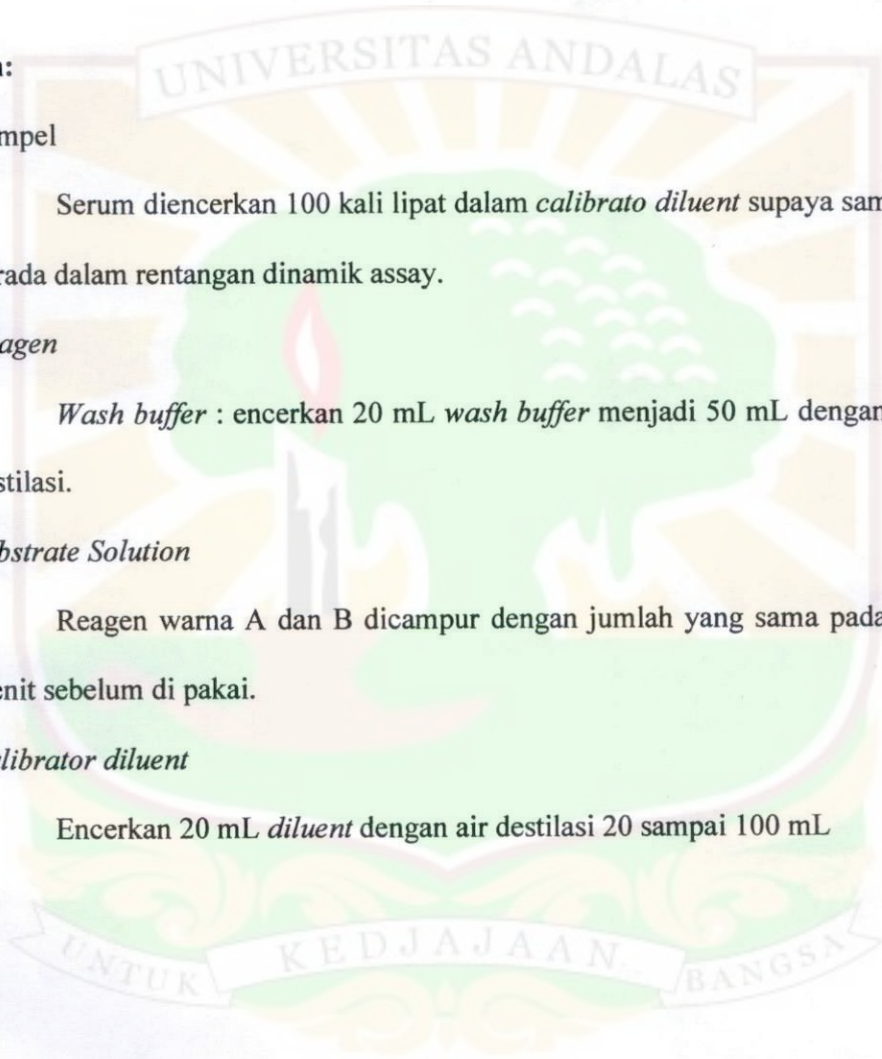 UNIVERSITAS ANDALAS
mpel
Serum diencerkan 100 kali lipat dalam calibrato diluent supaya sam
rada dalam rentangan dinamik assay.
agen
Wash buffer : encerkan 20 mL wash buffer menjadi 50 mL dengan
stilasi.
bstrate Solution
Reagen warna A dan B dicampur dengan jumlah yang sama pada
enit sebelum di pakai.
librator diluent
Encerkan 20 mL diluent dengan air destilasi 20 sampai 100 mL
UNTUK KEDJAJAAN BANGSA